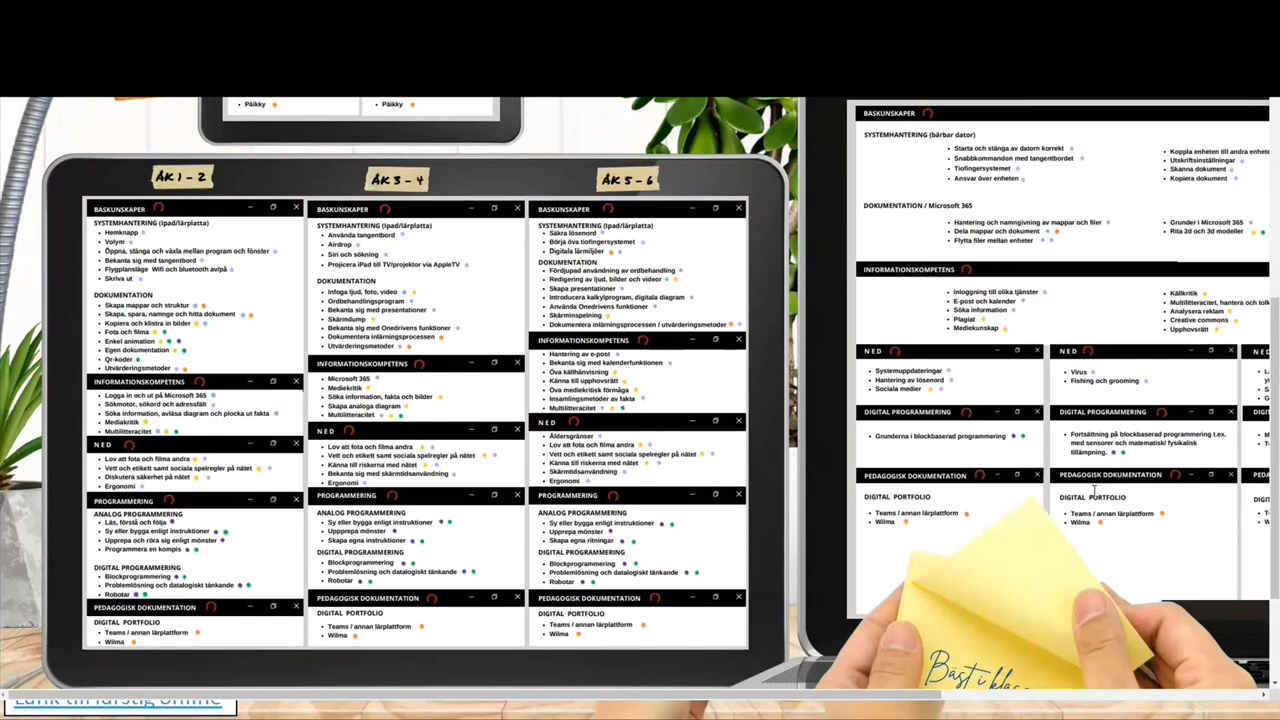 Päikky
Päikky
ÅK 1-2
BASKUNSKAPER
SYSTEMHANTERING (Ipad/lärplatta)
Hemknapp
Volym
Öppna, stänga och växla mellan program och fönster
Bekanta sig med tangentbord
Flygplansläge Wifi och bluetooth av/på
Skriva ut
DOKUMENTATION
Skapa mappar och struktur
Skapa, spara, namnge och hitta dokument
Kopiera och klistra in bilder
Fota och filma
Enkel animation
Egen dokumentation
Qr-koder
Utvärderingsmetoder
INFORMATIONSKOMPETENS
Logga in och ut på Microsoft 365
Sökmotor, sökord och adressfält
Söka information, avläsa diagram och plocka ut fakta
Mediakritik
Multilitteracitet
NED
Lov att fota och filma andra
Vett och etikett samt sociala spelregler på nätet
Diskutera säkerhet på nätet
Ergonomi
PROGRAMMERING
ANALOG PROGRAMMERING
Läs, förstå och följa
Sy eller bygga enligt instruktioner
Upprepa och röra sig enligt mönster
Programmera en kompis
DIGITAL PROGRAMMERING
Blockprogrammering
Problemlösning och datalogiskt tänkande
Robotar
PEDAGOGISK DOKUMENTATION
DIGITAL PORTFOLIO
Teams / annan lärplattform
Wilma
ÅK 3-4
BASKUNSKAPER
SYSTEMHANTERING (Ipad/lärplatta)
Använda tangentbord
Airdrop
Siri och sökning
Projicera iPad till TV/projektor via AppleTV
DOKUMENTATION
Infoga ljud, foto, video
Ordbehandlingsprogram
Bekanta sig med presentationer
Skärmdump
Bekanta sig med Onedrivens funktioner
Dokumentera inlärningsprocessen
Utvärderingsmetoder
INFORMATIONSKOMPETENS
Microsoft 365
Mediekritik
Söka information, fakta och bilder
Skapa analoga diagram
Multilitteracitet
NED
Lov att fota och filma andra
Vett och etikett samt sociala spelregler på nätet
Känna till riskerna med nätet
Bekanta sig med skärmtidsanvändning
Ergonomi
PROGRAMMERING
ANALOG PROGRAMMERING
Sy eller bygga enligt instruktioner
Uppprepa mönster
Skapa egna instruktioner
DIGITAL PROGRAMMERING
Blockprogrammering
Problemlösning och datalogiskt tänkande
Robotar
PEDAGOGISK DOKUMENTATION
DIGITAL PORTFOLIO
Teams / annan lärplattform
Wilma
ÅK 5-6
BASKUNSKAPER
SYSTEMHANTERING (Ipad/lärplatta)
Säkra lösenord
Börja öva tiofingersystemet
Digitala lärmiljöer
DOKUMENTATION
Fördjupad användning av ordbehandling
Redigering av ljud, bilder och videor
Skapa presentationer
Introducera kalkylprogram, digitala diagram
Använda Onedrivens funktioner
Skärminspelning
Dokumentera inlärningsprocessen / utvärderingsmetoder
INFORMATIONSKOMPETENS
Hantering av e-post
Bekanta sig med kalenderfunktionen
Öva källhänvisning
Känna till upphovsrätt
Öva mediekritisk förmåga
Insamlingsmetoder av fakta
Multilitteracitet
NED
Åldersgränser
Lov att fota och filma andra
Vett och etikett samt sociala spelregler på nätet
Känna till riskerna med nätet
Skärmtidsanvändning
Ergonomi
PROGRAMMERING
ANALOG PROGRAMMERING
Sy eller bygga enligt instruktioner
Upprepa mönster
Skapa egna ritningar
DIGITAL PROGRAMMERING
Blockprogrammering
Problemlösning och datalogiskt tänkande
Robotar
PEDAGOGISK DOKUMENTATION
DIGITAL PORTFOLIO
Teams / annan lärplattform
Wilma
BASKUNSKAPER
SYSTEMHANTERING (bärbar dator)
Starta och stänga av datorn korrekt
Snabbkommandon med tangentbordet
Tiofingersystemet
Ansvar över enheten
Koppla enheten till andra enhete
Utskriftsinställningar
Skanna dokument
Kopiera dokument
DOKUMENTATION / Microsoft 365
Hantering och namngivning av mappar och filer
Dela mappar och dokument
Flytta filer mellan enheter
Grunder i Microsoft 365
Rita 2d och 3d modeller
INFORMATIONSKOMPETENS
Inloggning till olika tjänster
E-post och kalender
Söka information
Plagiat
Mediekunskap
Källkritik
Multilitteracitet, hantera och tolk
Analysera reklam
Creative commons
Upphovsrätt
NED
Systemuppdateringar
Hantering av lösenord
Sociala medier
DIGITAL PROGRAMMERING
Grunderna i blockbaserad programmering
PEDAGOGISK DOKUMENTATION
DIGITAL PORTFOLIO
Teams / annan lärplattform
Wilma
NED
Virus
Fishing och grooming
DIGITAL PROGRAMMERING
Fortsättning på blockbaserad programmering t.ex.
med sensorer och matematisk/ fysikalisk
tillämpning.
PEDAGOGISK DOKUMENTATION
DIGITAL PORTFOLIO
Teams / annan lärplattform
Wilma
NED
DIGIT
PEDA
DIGI
Bäst i klas